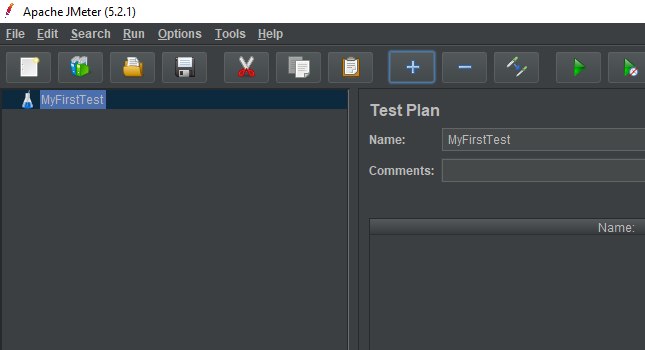 Apache JMeter (5.2.1)
File Edit Search Run Options Tools Help
MyFirstTest
Test Plan
Name: MyFirstTest
Comments:
Name: